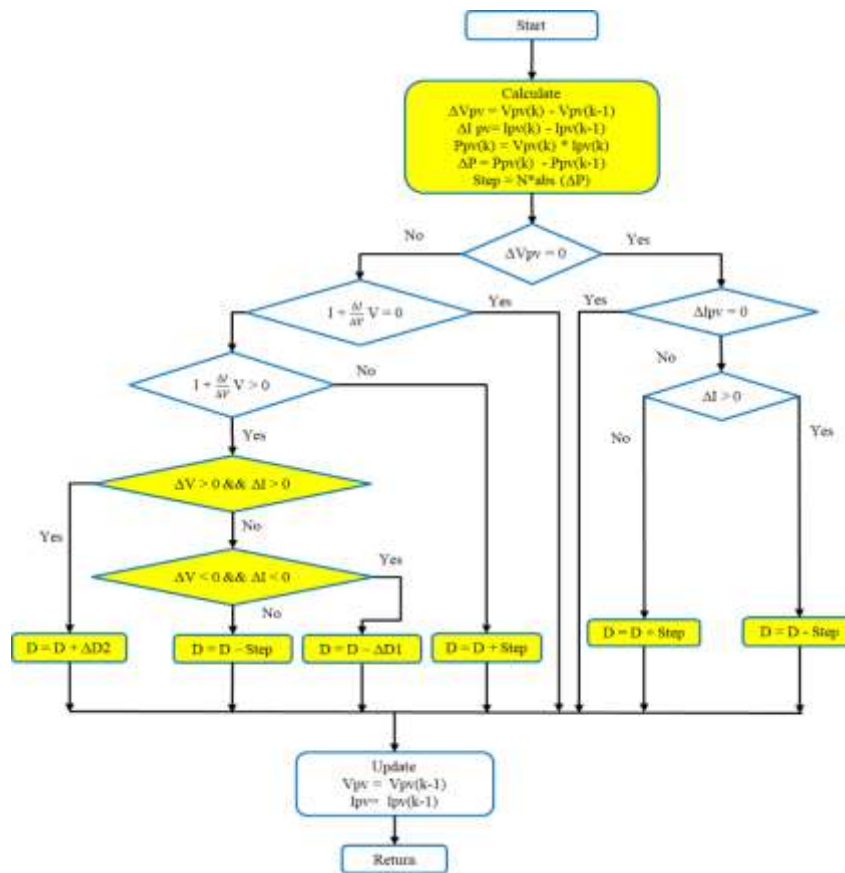 Start
Calculate
ΔVpv = Vpv(k) - Vpv(k-1)
ΔI pv= Ipv(k) - Ipv(k-1)
Ppv(k) = Vpv(k) * Ipv(k)
ΔP = Ppv(k) - Ppv(k-1)
Step = N*abs (ΔP)
No
ΔVpv = 0
Yes
I + ΔI/ΔV V = 0
Yes
Yes
ΔIpv = 0
No
I + ΔI/ΔV V > 0
No
ΔI > 0
Yes
No
Yes
ΔV > 0 && ΔI > 0
Yes
No
ΔV < 0 && ΔI < 0
Yes
No
D = D + ΔD2
D = D – Step
D = D – ΔD1
D = D + Step
D = D + Step
D = D - Step
Update
Vpv = Vpv(k-1)
Ipv= Ipv(k-1)
Return